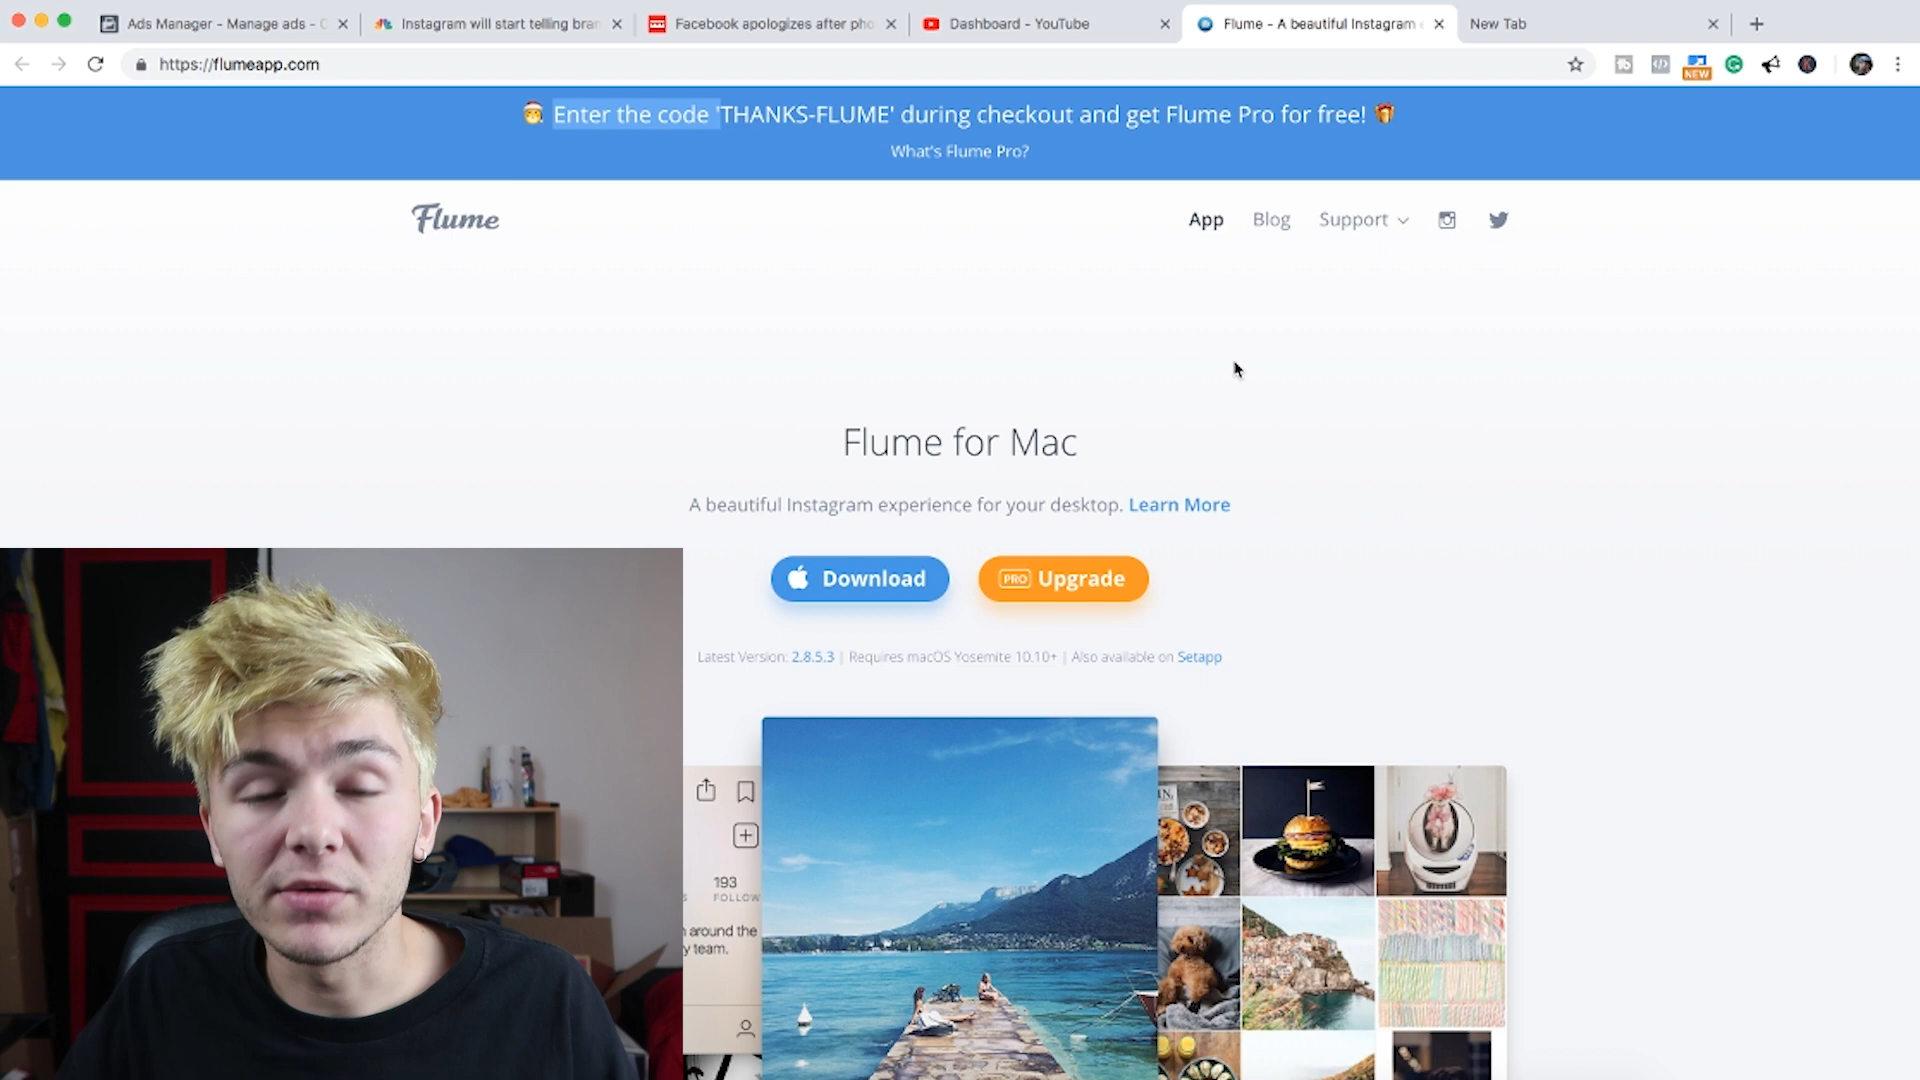 Ads Manager - Manage ads - C
Instagram will start telling bran
Facebook apologizes after pho
Dashboard - YouTube
Flume - A beautiful Instagram e
New Tab
https://flumeapp.com
NEW
Enter the code 'THANKS-FLUME' during checkout and get Flume Pro for free!
What's Flume Pro?
Flume
App
Blog
Support
Flume for Mac
A beautiful Instagram experience for your desktop. Learn More
Download
PRO Upgrade
Latest Version: 2.8.5.3 | Requires macOS Yosemite 10.10+ | Also available on Setapp
193
FOLLOW
around the
y team.